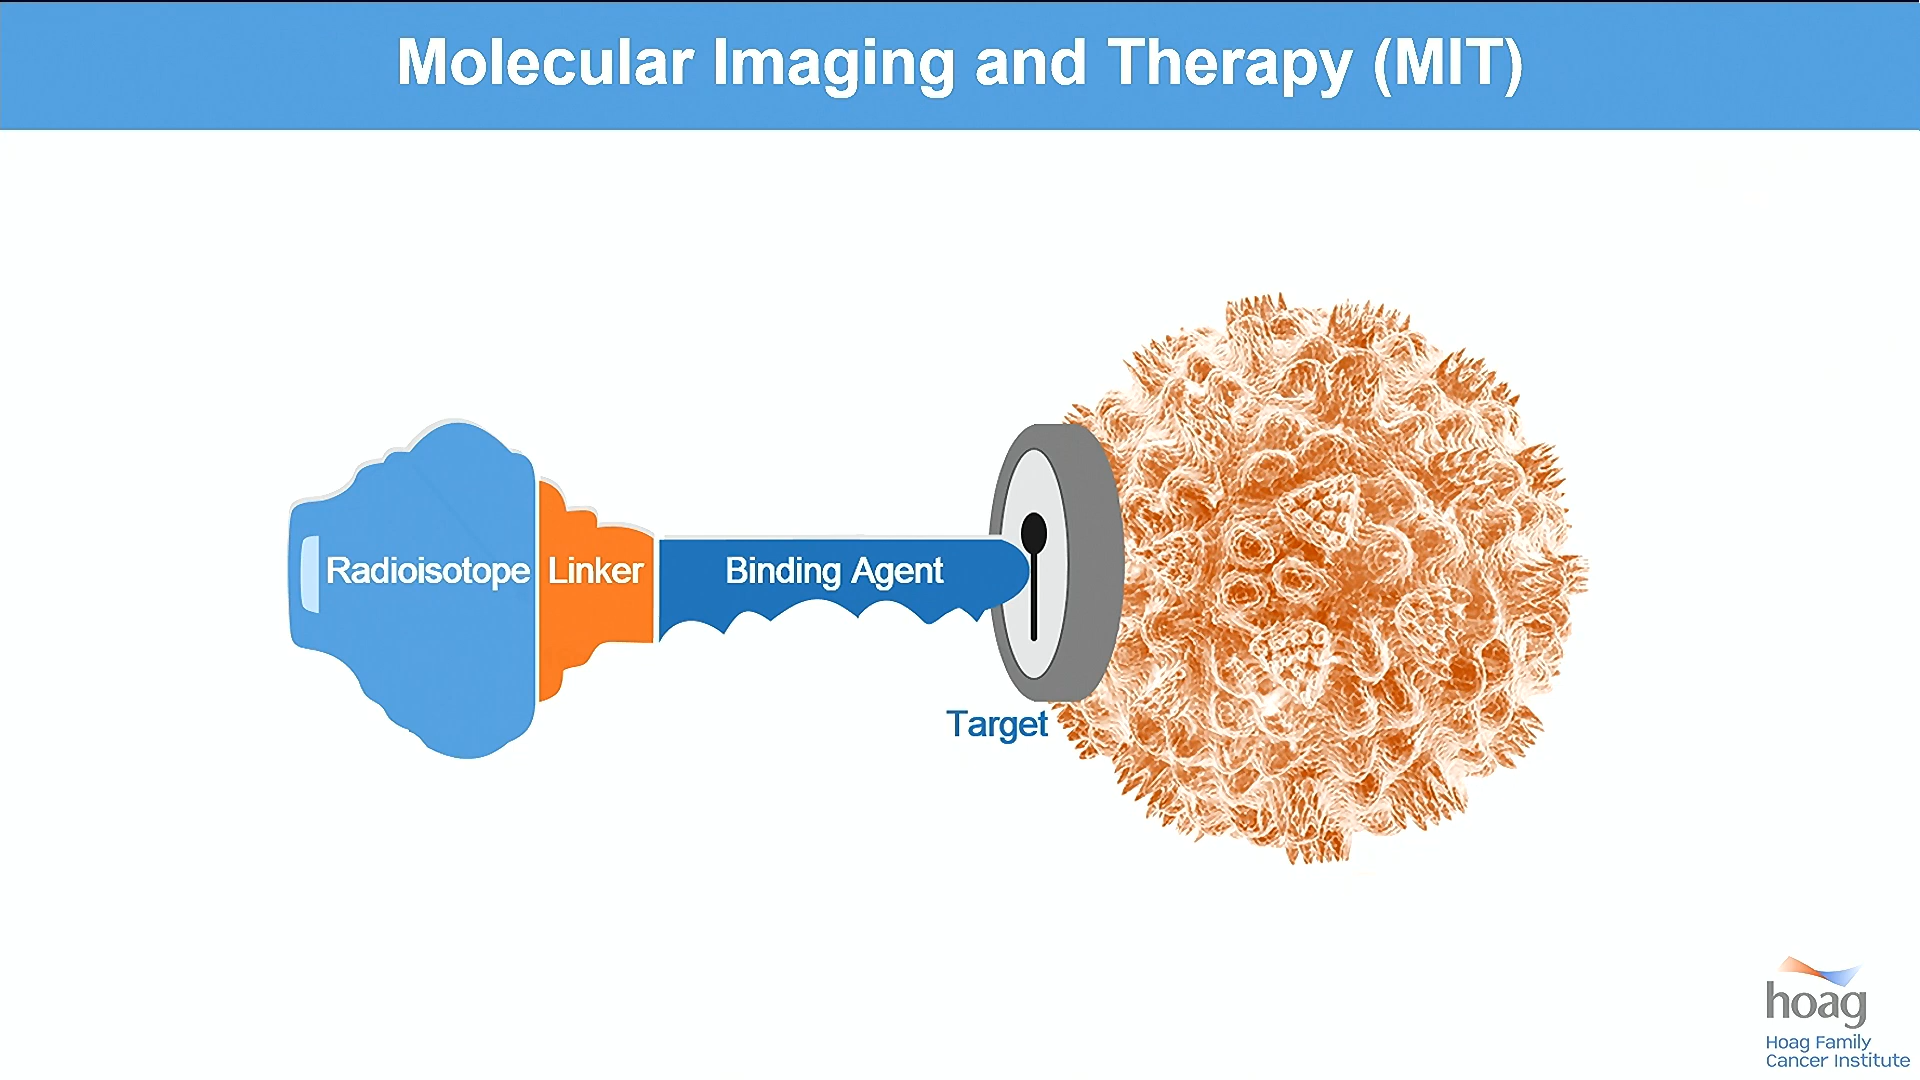 Molecular Imaging and Therapy (MIT)
Radioisotope
Linker
Binding Agent
Target
hoag
Hoag Family
Cancer Institute